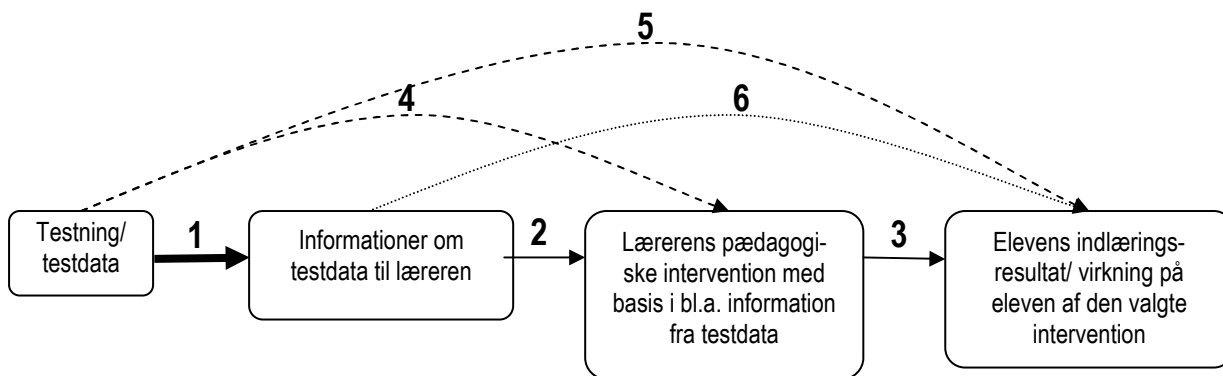 5
4
6
Testning/
testdata
1
Informationer om
testdata til læreren
2
Lærerens pædagogi-
ske intervention med
basis i bl.a. information
fra testdata
3
Elevens indlærings-
resultat/ virkning på
eleven af den valgte
intervention